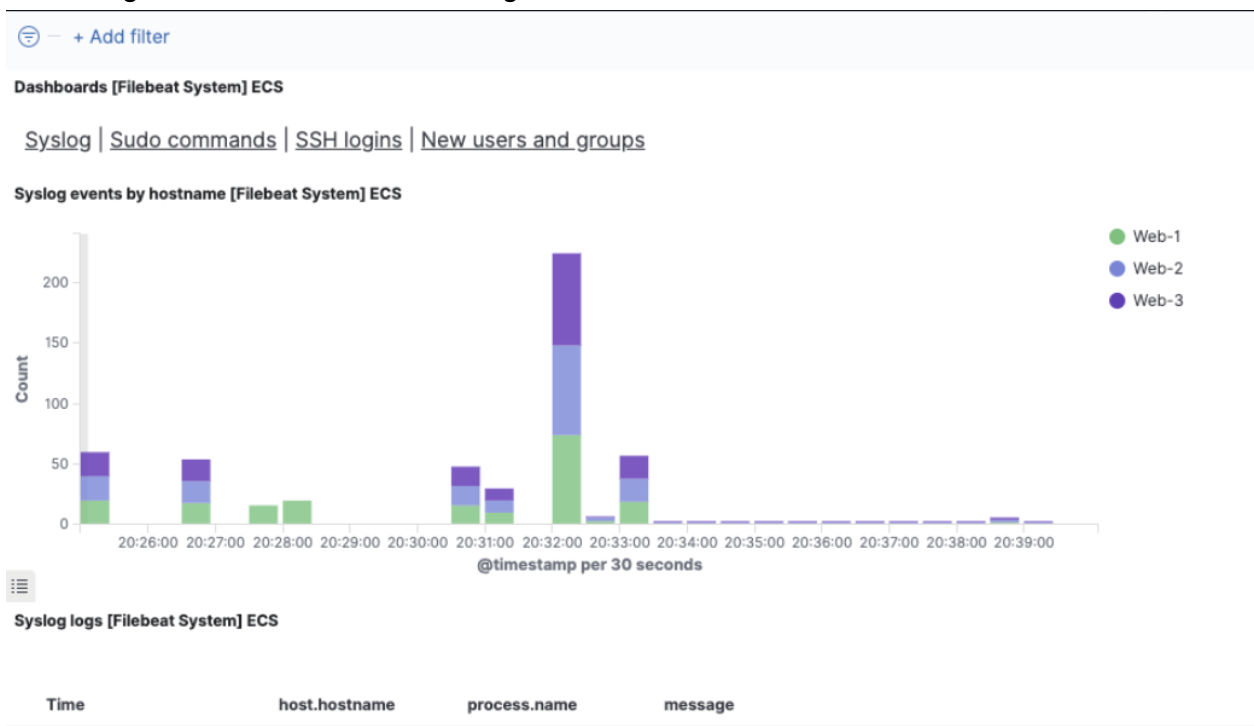 + Add filter
Dashboards [Filebeat System] ECS
Syslog | Sudo commands | SSH logins | New users and groups
Syslog events by hostname [Filebeat System] ECS
Web-1
Web-2
Web-3
200
150
100
50
0
Count
20:26:00 20:27:00 20:28:00 20:29:00 20:30:00 20:31:00 20:32:00 20:33:00 20:34:00 20:35:00 20:36:00 20:37:00 20:38:00 20:39:00
@timestamp per 30 seconds
Syslog logs [Filebeat System] ECS
Time host.hostname process.name message